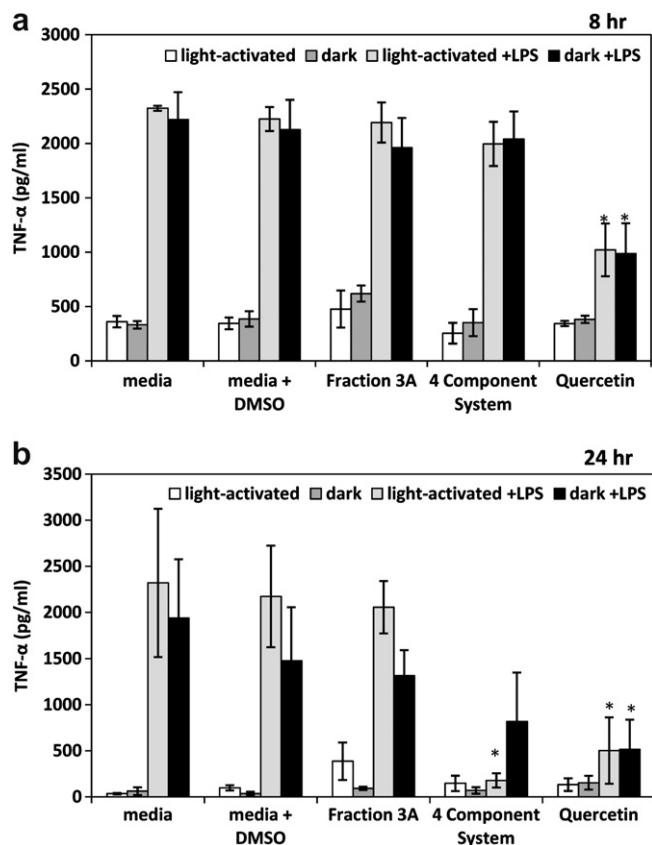 a
8 hr
light-activated dark light-activated +LPS dark +LPS
TNF-α (pg/ml)
3000
2500
2000
1500
1000
500
0
* *
media
media +
DMSO
Fraction 3A
4 Component
System
Quercetin
b
24 hr
light-activated dark light-activated +LPS dark +LPS
TNF-α (pg/ml)
3500
3000
2500
2000
1500
1000
500
0
* * *
media
media +
DMSO
Fraction 3A
4 Component
System
Quercetin